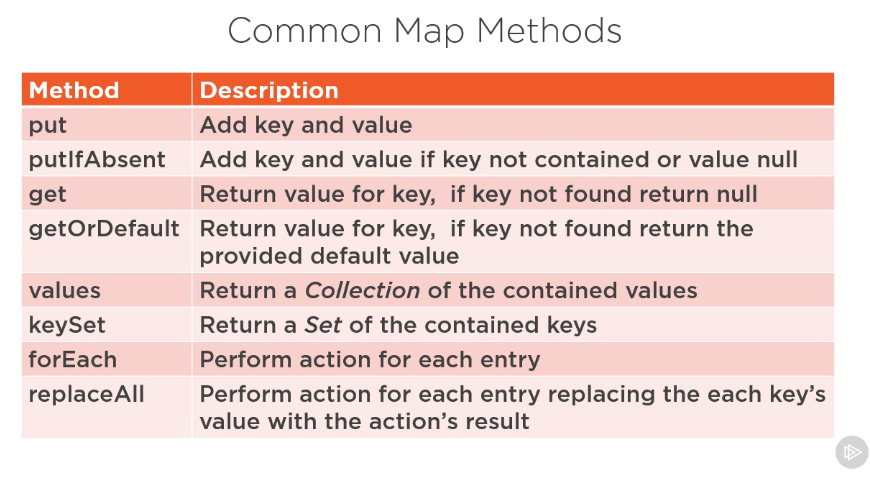 Common Map Methods
Method Description
put Add key and value
putIfAbsent Add key and value if key not contained or value null
get Return value for key, if key not found return null
getOrDefault Return value for key, if key not found return the
provided default value
values Return a Collection of the contained values
keySet Return a Set of the contained keys
forEach Perform action for each entry
replaceAll Perform action for each entry replacing the each key's
value with the action's result